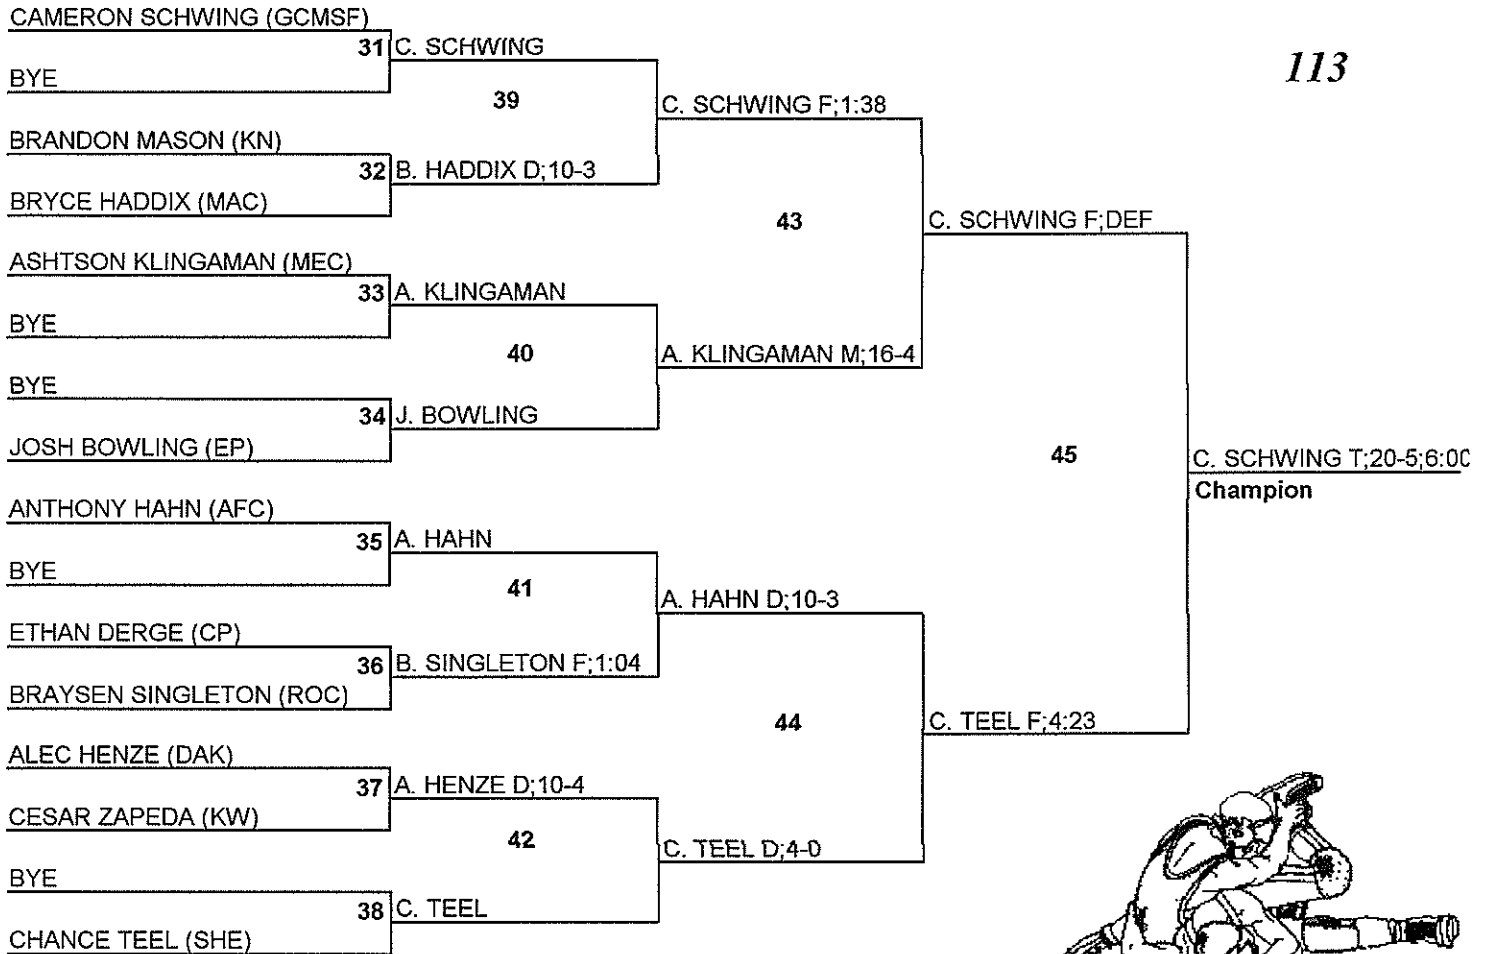 CAMERON SCHWING (GCMSF)
31 C. SCHWING
113
BYE
39
C. SCHWING F;1:38
BRANDON MASON (KN)
32 B. HADDIX D;10-3
BRYCE HADDIX (MAC)
43
C. SCHWING F;DEF
ASHTSON KLINGAMAN (MEC)
33 A. KLINGAMAN
BYE
40
A. KLINGAMAN M;16-4
BYE
34 J. BOWLING
JOSH BOWLING (EP)
45
C. SCHWING T;20-5;6:00
Champion
ANTHONY HAHN (AFC)
35 A. HAHN
BYE
41
A. HAHN D;10-3
ETHAN DERGE (CP)
36 B. SINGLETON F;1:04
BRAYSEN SINGLETON (ROC)
44
C. TEEL F;4:23
ALEC HENZE (DAK)
37 A. HENZE D;10-4
CESAR ZAPEDA (KW)
42
C. TEEL D;4-0
BYE
38 C. TEEL
CHANCE TEEL (SHE)